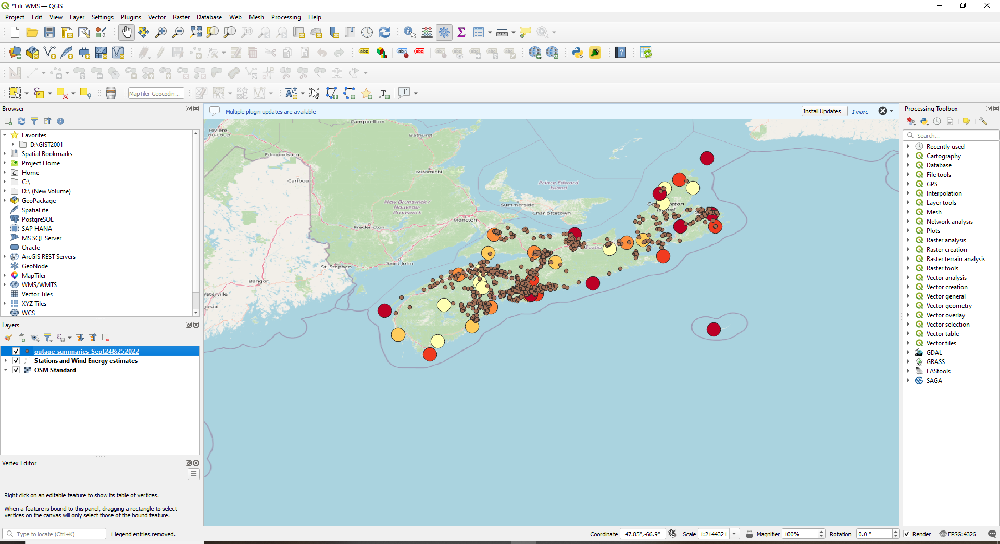 *Lili_WMS — QGIS
Project Edit View Layer Settings Plugins Vector Raster Database Web Mesh Processing Help
MapTiler Geocodin...
Browser
Favorites
D:\GIST2001
Spatial Bookmarks
Project Home
Home
C:\
D:\ (New Volume)
GeoPackage
SpatiaLite
PostgreSQL
SAP HANA
MS SQL Server
Oracle
ArcGIS REST Servers
GeoNode
MapTiler
WMS/WMTS
Vector Tiles
XYZ Tiles
WCS
Layers
outage_summaries_Sept24&252022
Stations and Wind Energy estimates
OSM Standard
Vertex Editor
Right click on an editable feature to show its table of vertices.
When a feature is bound to this panel, dragging a rectangle to select
vertices on the canvas will only select those of the bound feature.
Multiple plugin updates are available
Install Updates...
1 more
Campbellton
Rivière-
du-Loup
Bathurst
Edmundston
Miramichi
Caribou
Prince Edward
Island
New Brunswick /
Nouveau-
Brunswick
Summerside
Charlottetown
Moncton
Fredericton
Saint John
St. Stephen
Bangor
Waterville
gusta
Scotia
Processing Toolbox
Search...
Recently used
Cartography
Database
File tools
GPS
Interpolation
Layer tools
Mesh
Network analysis
Plots
Raster analysis
Raster creation
Raster terrain analysis
Raster tools
Vector analysis
Vector creation
Vector general
Vector geometry
Vector overlay
Vector selection
Vector table
Vector tiles
GDAL
GRASS
LAStools
SAGA
Type to locate (Ctrl+K)
1 legend entries removed.
Coordinate 47.85°,-66.9°
Scale 1:2144321
Magnifier 100%
Rotation 0.0 °
Render
EPSG:4326